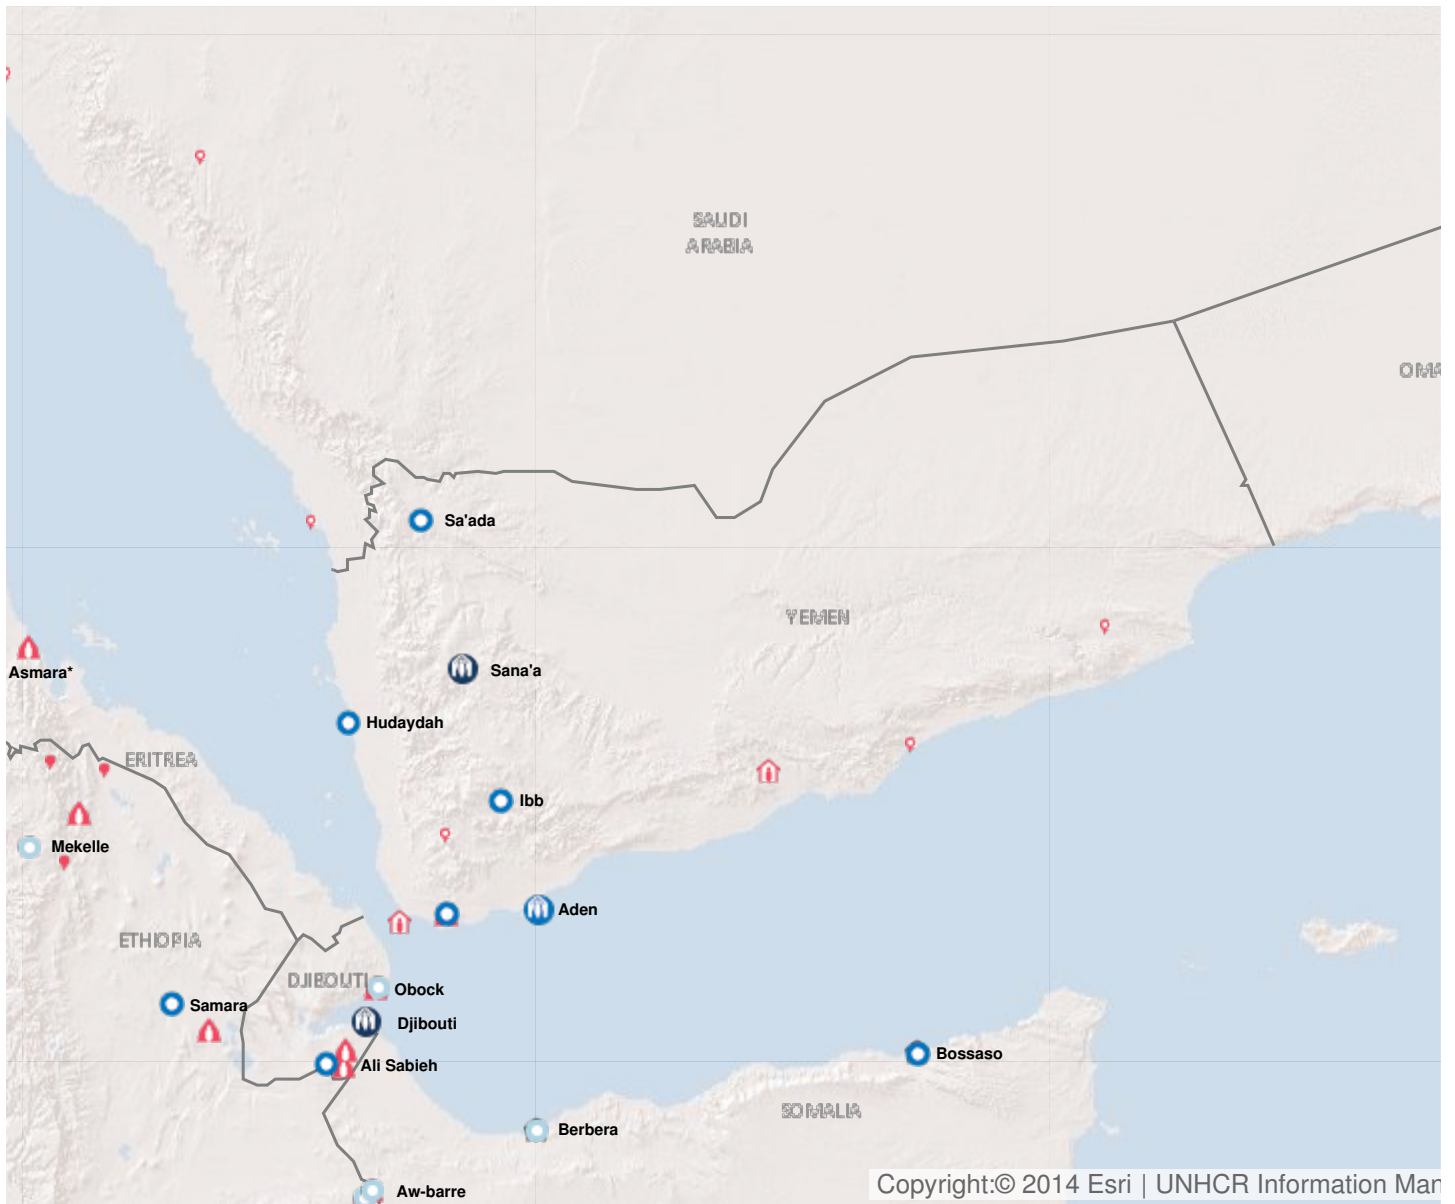 SAUDI
ARABIA
OMA
Sa'ada
YEMEN
Sana'a
Asmara*
Hudaydah
ERITREA
Ibb
Mekelle
Aden
ETHIOPIA
DJIBOUTI
Obock
Samara
Djibouti
Bossaso
Ali Sabieh
SOMALIA
Berbera
Aw-barre
Copyright:© 2014 Esri | UNHCR Information Man